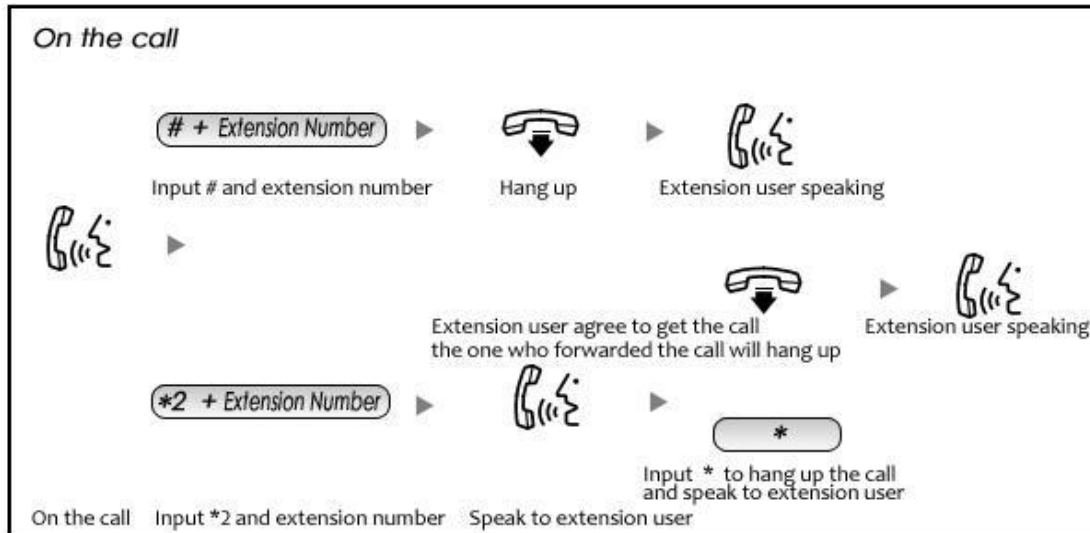 On the call
# + Extension Number
Input # and extension number
Hang up
Extension user speaking
Extension user agree to get the call
the one who forwarded the call will hang up
Extension user speaking
*2 + Extension Number
*
Input * to hang up the call
and speak to extension user
On the call
Input *2 and extension number
Speak to extension user